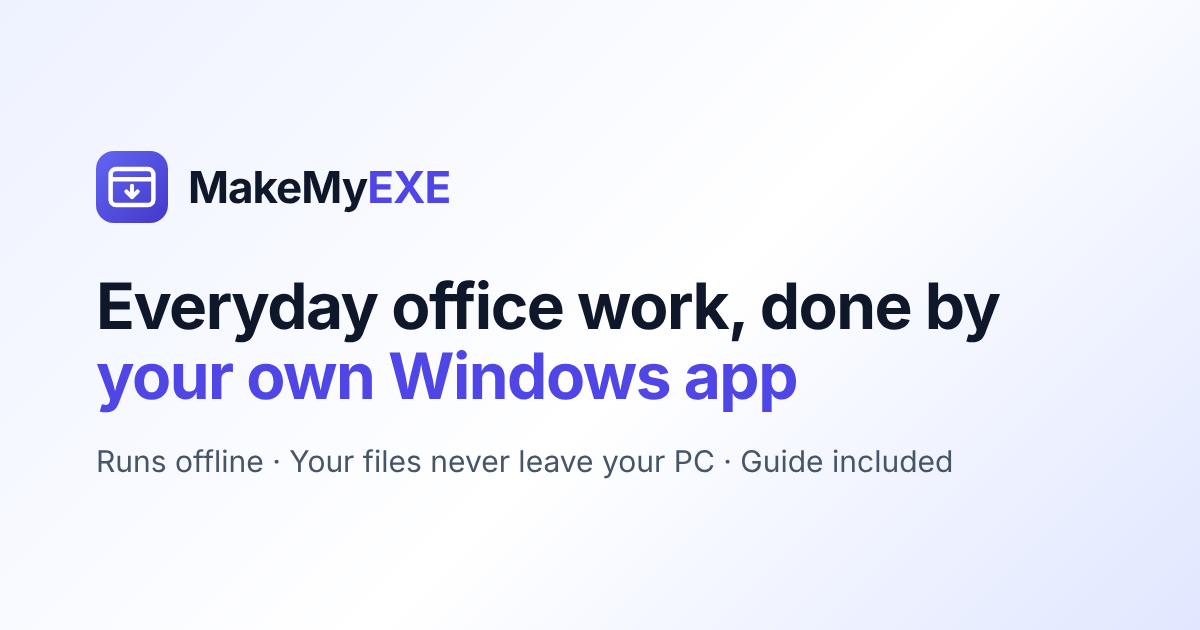 MakeMyEXE
Everyday office work, done by
your own Windows app
Runs offline · Your files never leave your PC · Guide included